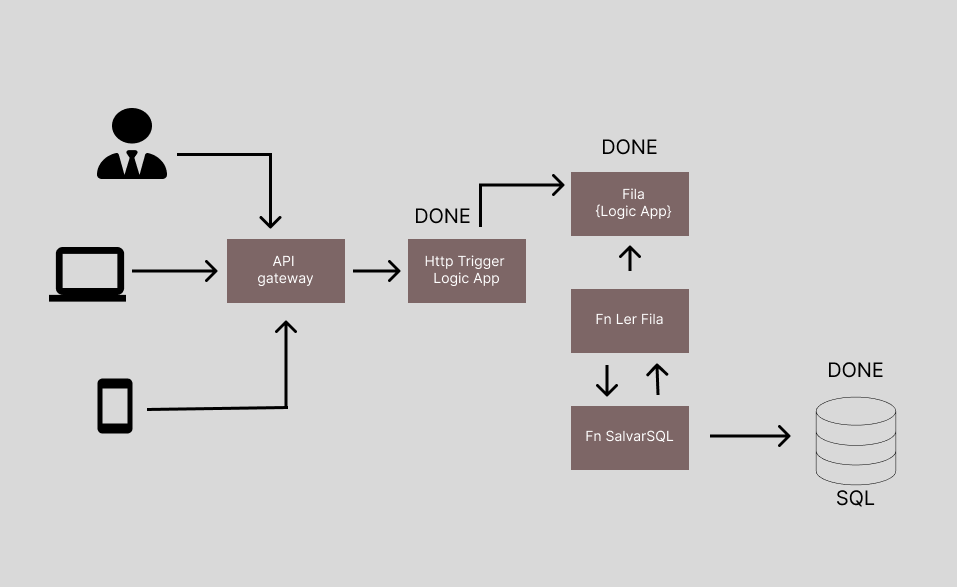 DONE
Fila
{Logic App}
DONE
API
gateway
Http Trigger
Logic App
Fn Ler Fila
DONE
Fn SalvarSQL
SQL